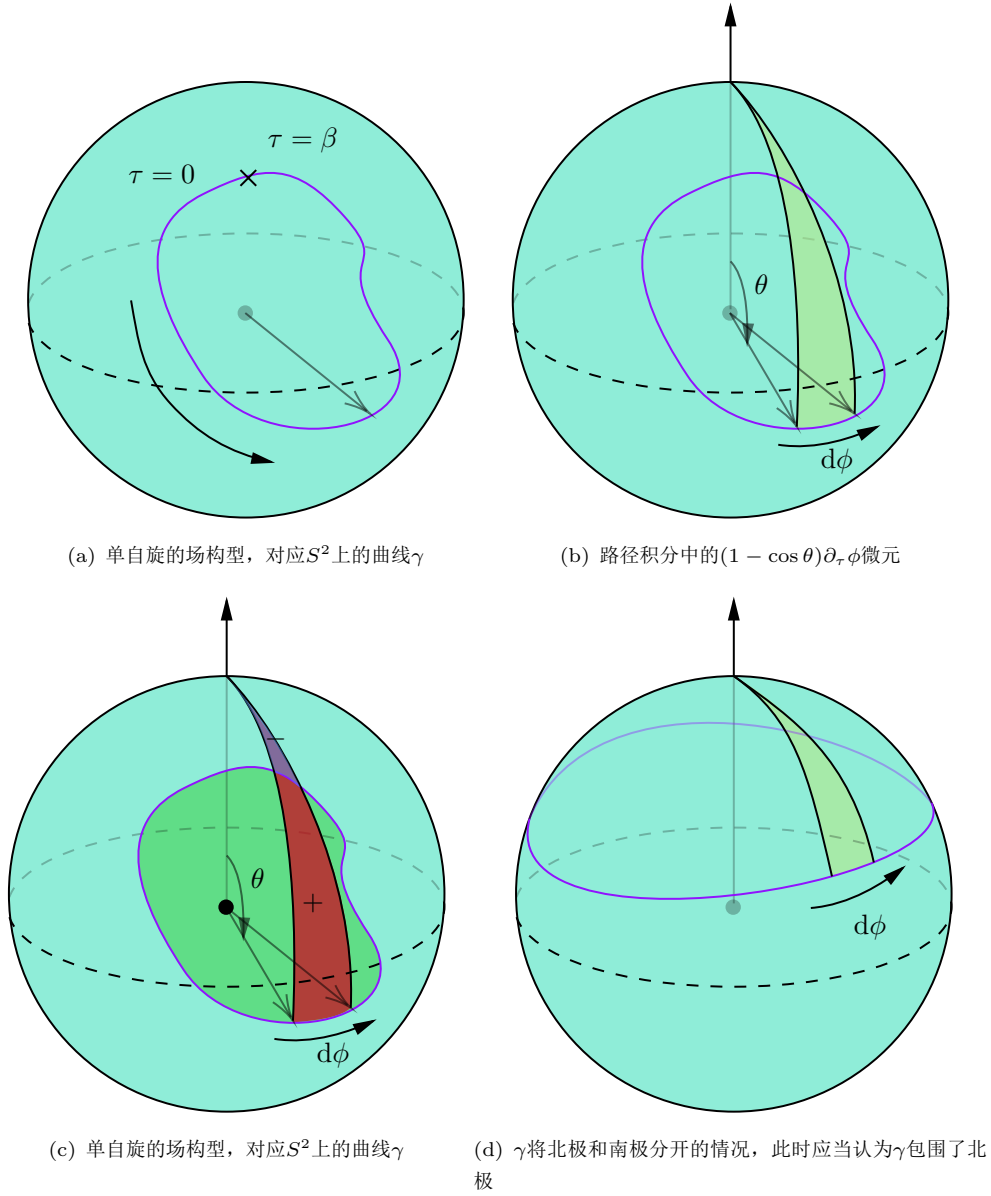 τ = β
τ = 0
θ
dϕ
(a) 单自旋的场构型，对应S²上的曲线γ
(b) 路径积分中的(1 − cos θ)∂_τ ϕ微元
−
θ
+
dϕ
dϕ
(c) 单自旋的场构型，对应S²上的曲线γ
(d) γ将北极和南极分开的情况，此时应当认为γ包围了北
极